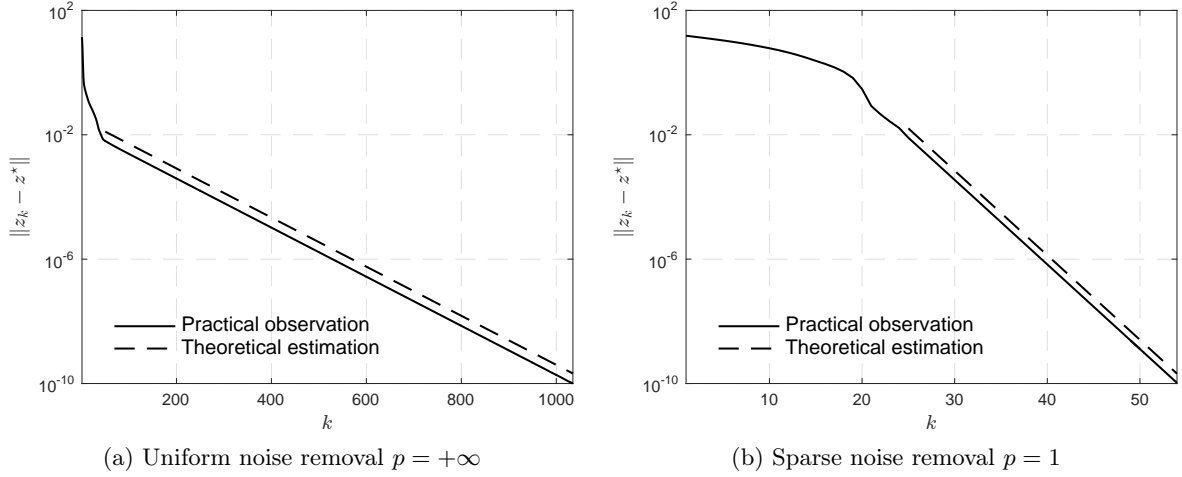 10^2
10^-2
10^-6
10^-10
‖z_k − z*‖
Practical observation
Theoretical estimation
200
400
600
800
1000
k
(a) Uniform noise removal p = +∞
10^2
10^-2
10^-6
10^-10
‖z_k − z*‖
Practical observation
Theoretical estimation
10
20
30
40
50
k
(b) Sparse noise removal p = 1